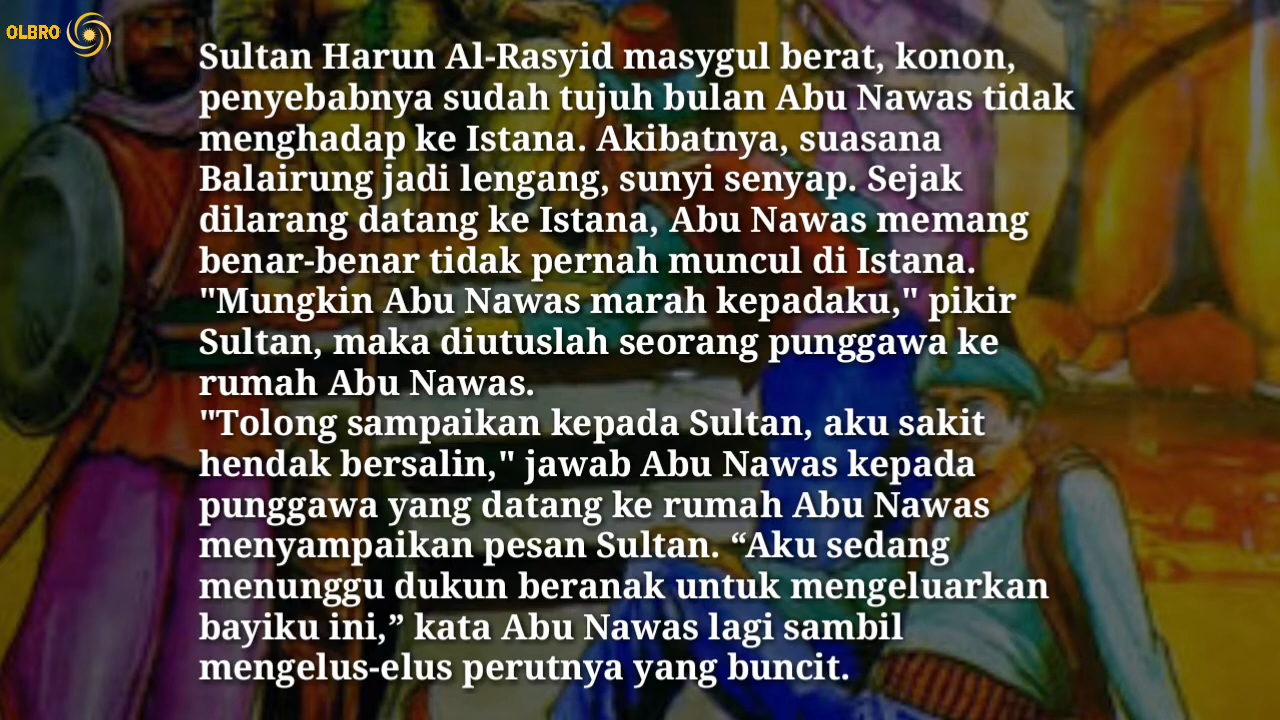 OLBRO
Sultan Harun Al-Rasyid masygul berat, konon,
penyebabnya sudah tujuh bulan Abu Nawas tidak
menghadap ke Istana. Akibatnya, suasana
Balairung jadi lengang, sunyi senyap. Sejak
dilarang datang ke Istana, Abu Nawas memang
benar-benar tidak pernah muncul di Istana.
"Mungkin Abu Nawas marah kepadaku," pikir
Sultan, maka diutuslah seorang punggawa ke
rumah Abu Nawas.
"Tolong sampaikan kepada Sultan, aku sakit
hendak bersalin," jawab Abu Nawas kepada
punggawa yang datang ke rumah Abu Nawas
menyampaikan pesan Sultan. “Aku sedang
menunggu dukun beranak untuk mengeluarkan
bayiku ini,” kata Abu Nawas lagi sambil
mengelus-elus perutnya yang buncit.